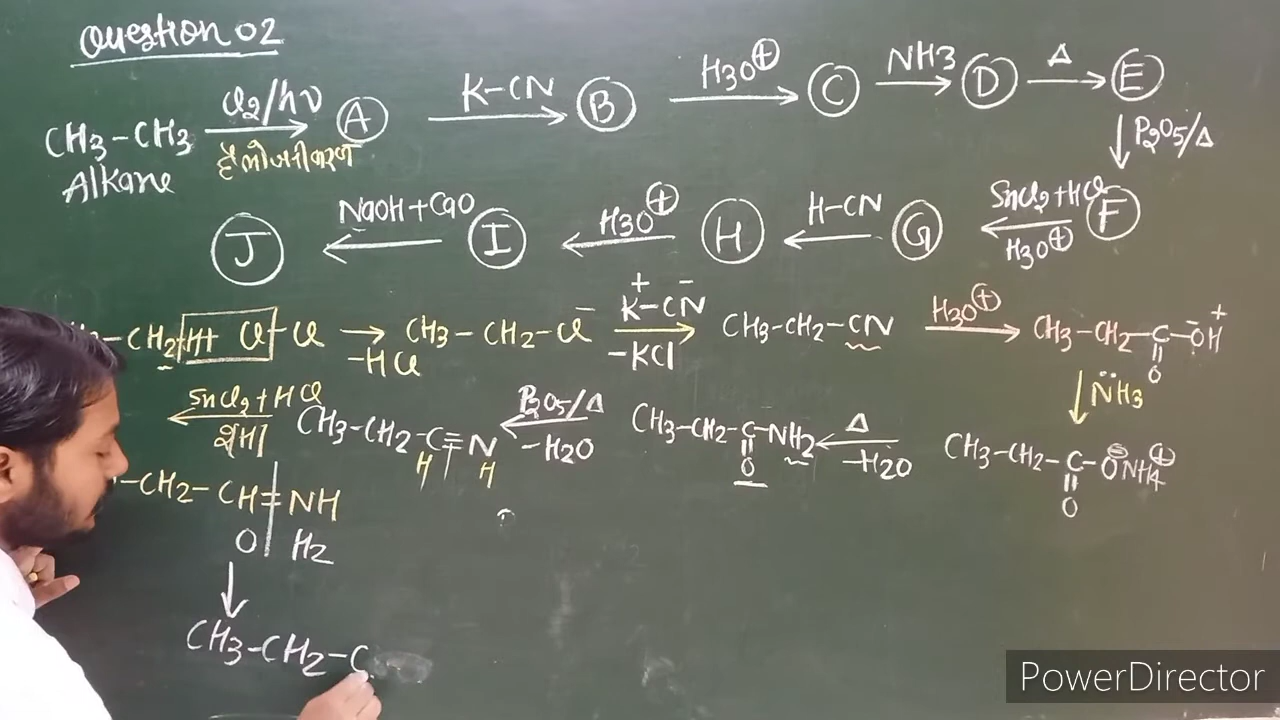 Question 02
CH3-CH3 Cl2/hν A K-CN B H3O⊕ C NH3 D Δ E
हैलोजनीकरण
Alkane
P2O5/Δ
J NaOH+CaO I H3O⊕ H H-CN G SnCl2+HCl F
H3O⊕
-CH2 H+ Cl-Cl → CH3-CH2-Cl K-CN CH3-CH2-CN H3O⊕ CH3-CH2-C-OH
-HCl -KCl O
SnCl2+HCl CH3-CH2-C≡N P2O5/Δ CH3-CH2-C-NH2 Δ NH3
H H -H2O O -H2O CH3-CH2-C-O NH4
O
-CH2-CH=NH
O H2
CH3-CH2-C
PowerDirector